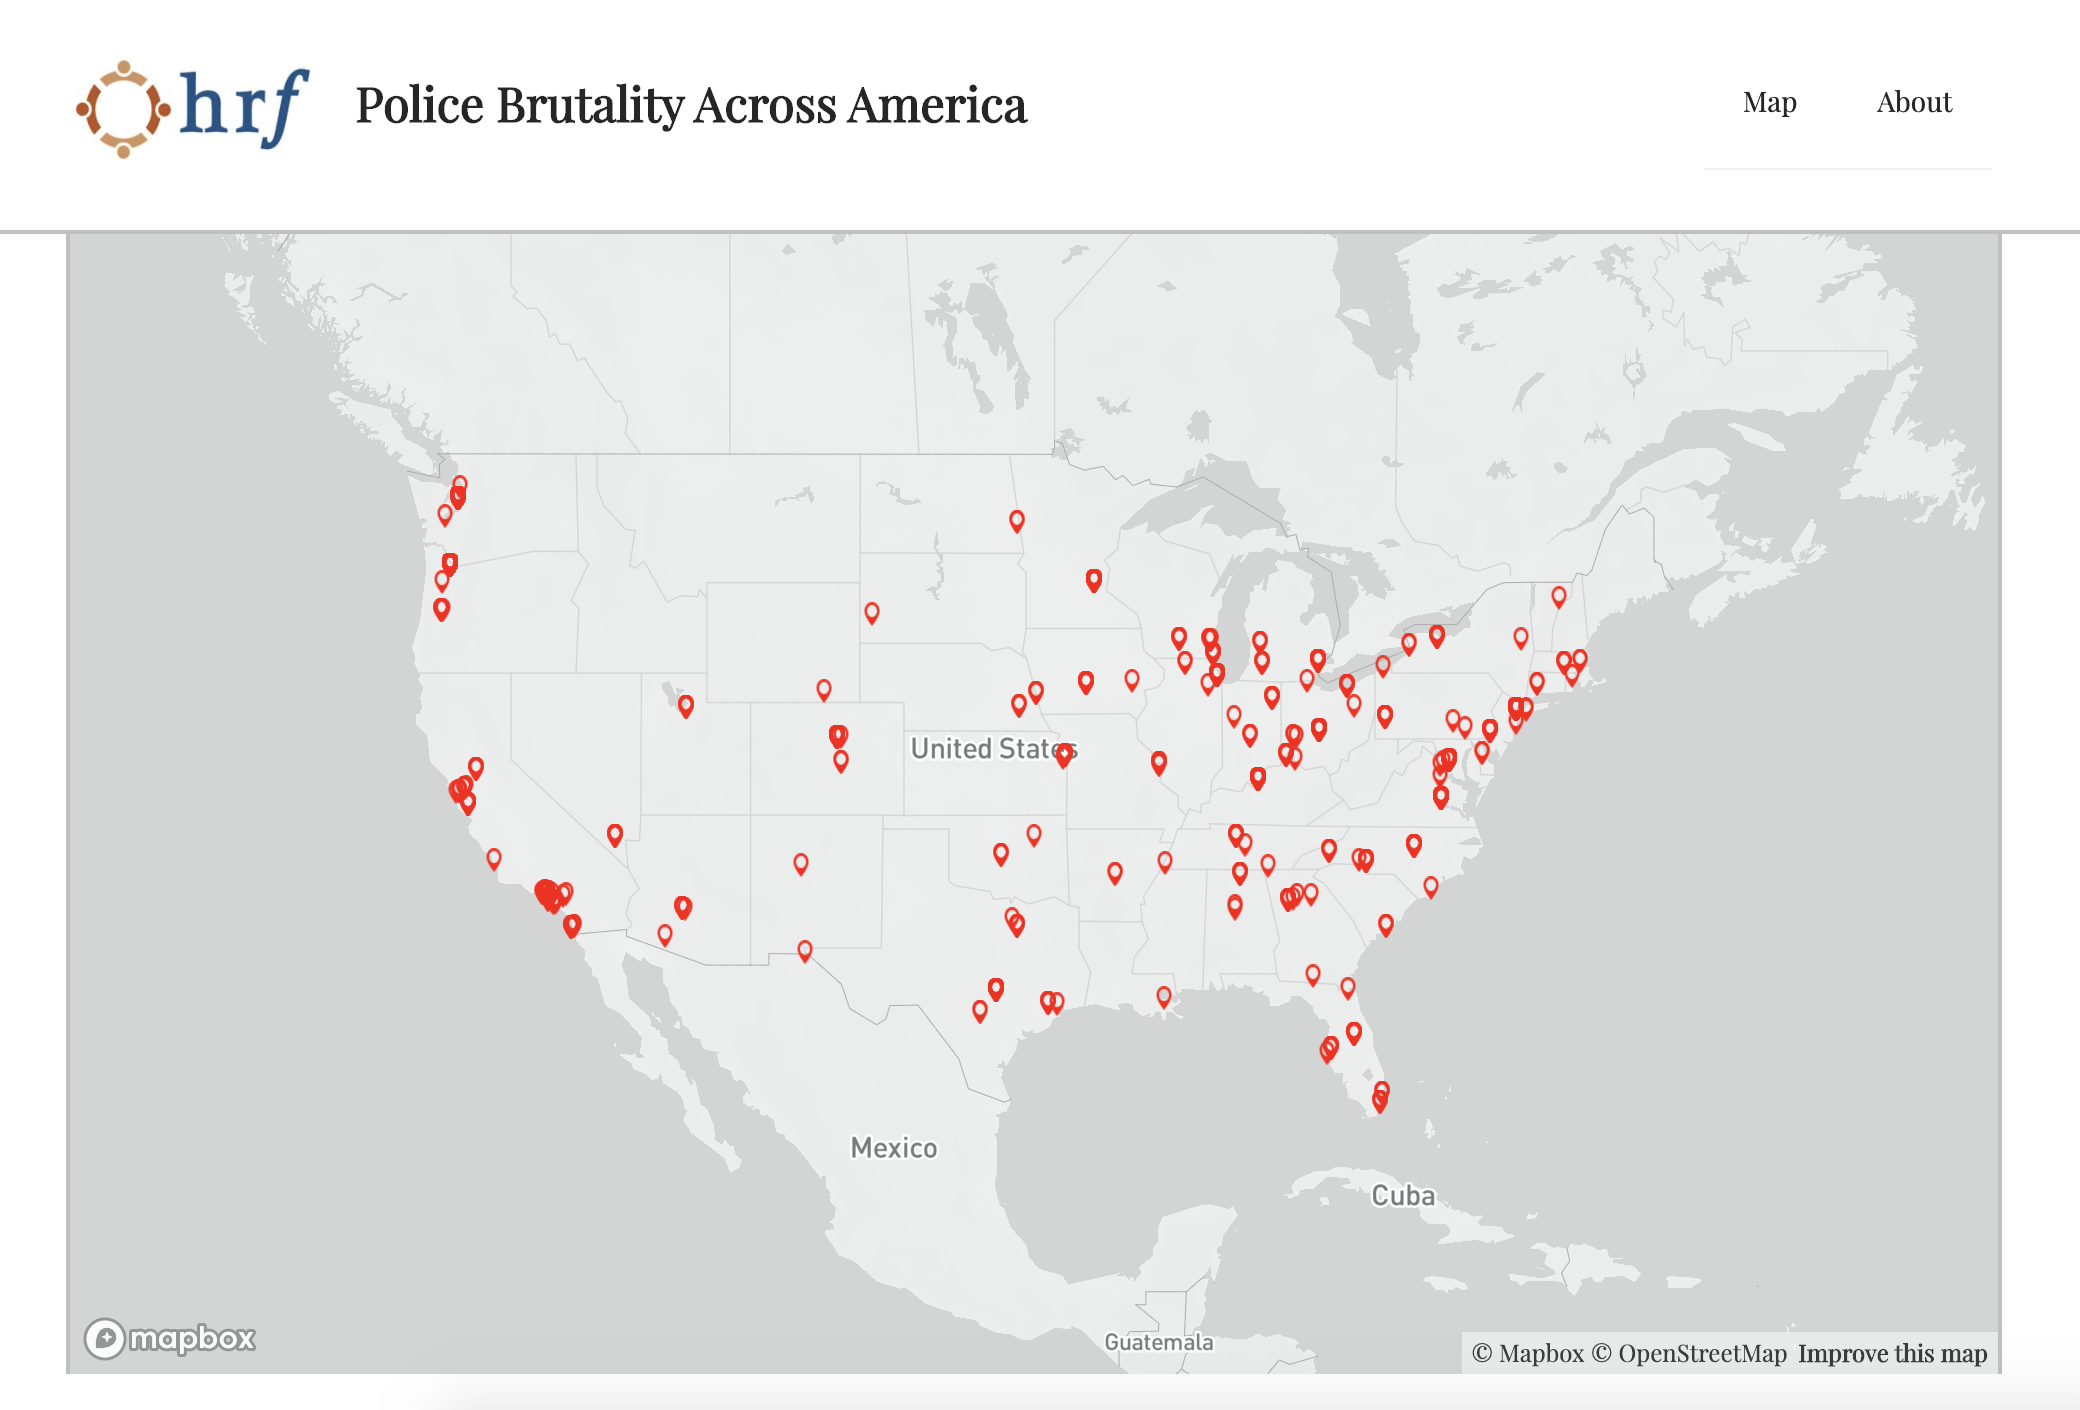 hrf
Police Brutality Across America
Map
About
United States
Mexico
Cuba
Guatemala
mapbox
© Mapbox © OpenStreetMap Improve this map